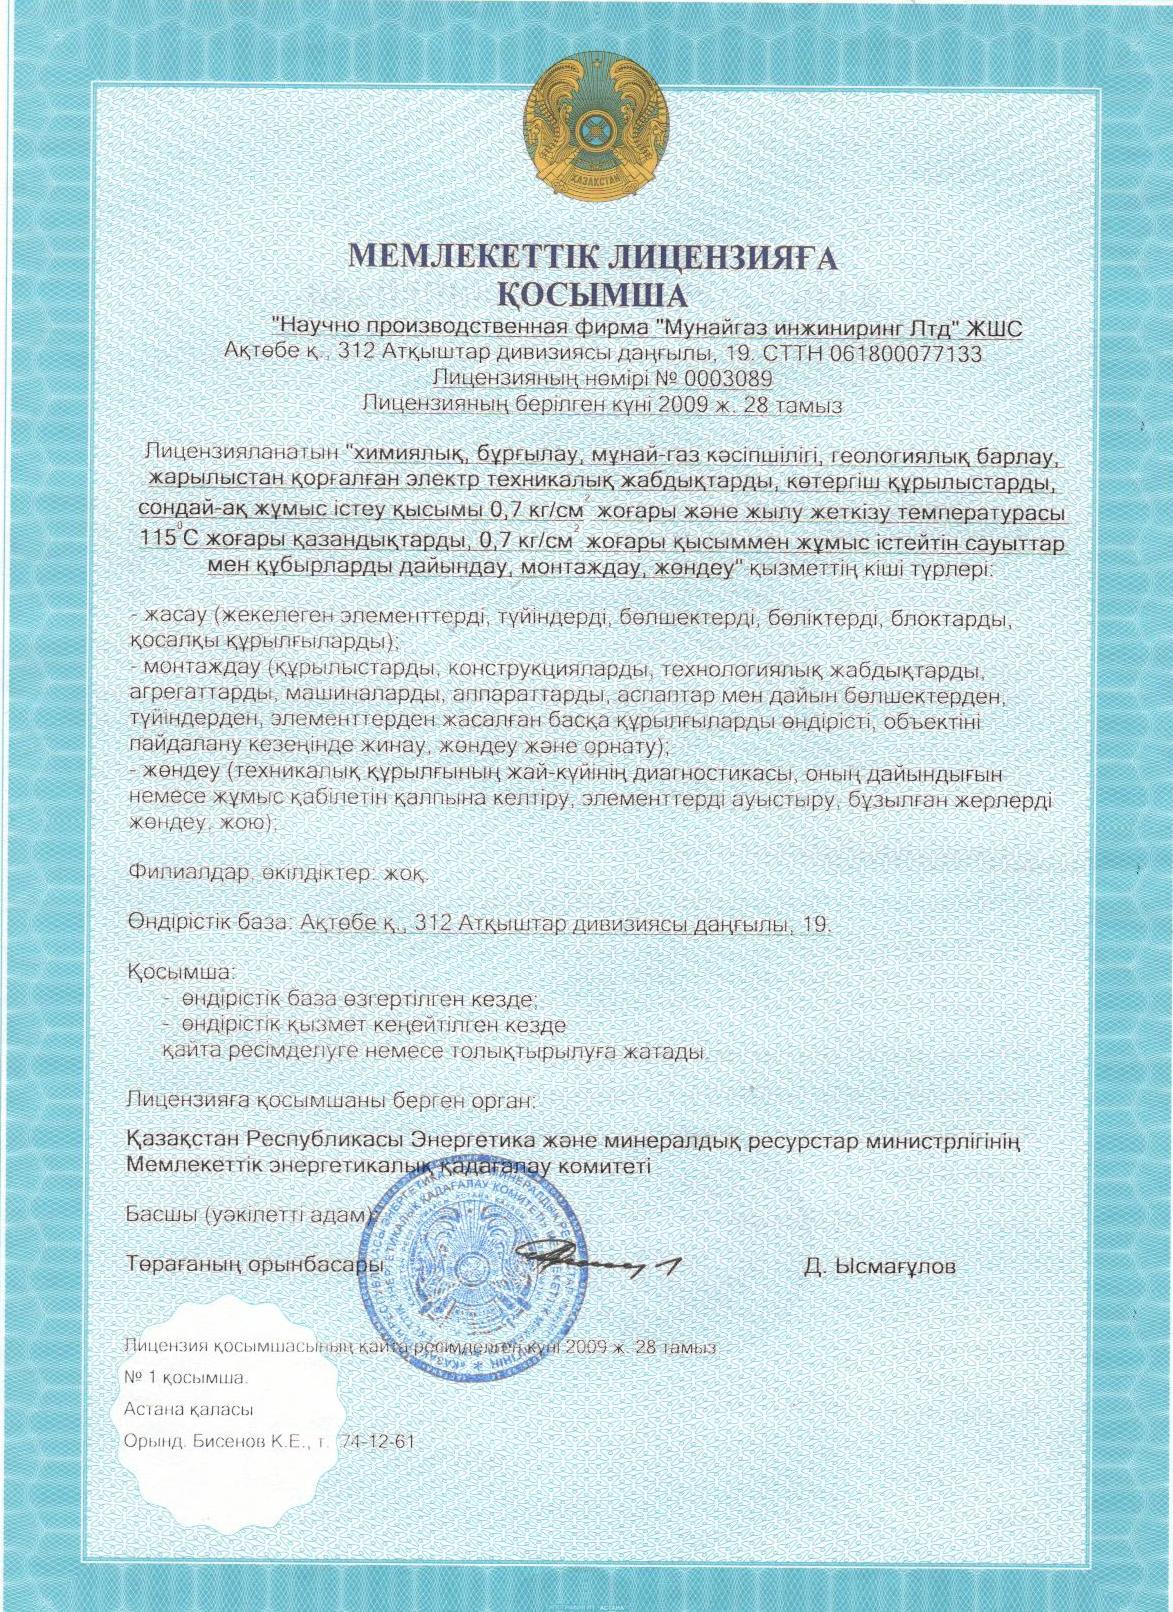 ҚАЗАҚСТАН
МЕМЛЕКЕТТІК ЛИЦЕНЗИЯҒА
ҚОСЫМША
"Научно производственная фирма "Мунайгаз инжиниринг Лтд" ЖШС
Ақтөбе қ., 312 Атқыштар дивизиясы даңғылы, 19. СТТН 061800077133
Лицензияның нөмірі № 0003089
Лицензияның берілген күні 2009 ж. 28 тамыз
Лицензияланатын "химиялық, бұрғылау, мұнай-газ кәсіпшілігі, геологиялық барлау,
жарылыстан қорғалған электр техникалық жабдықтарды, көтергіш құрылыстарды,
сондай-ақ жұмыс істеу қысымы 0,7 кг/см² жоғары және жылу жеткізу температурасы
115⁰С жоғары қазандықтарды, 0,7 кг/см² жоғары қысыммен жұмыс істейтін сауыттар
мен құбырларды дайындау, монтаждау, жөндеу" қызметтің кіші түрлері:
- жасау (жекелеген элементтерді, түйіндерді, бөлшектерді, бөліктерді, блоктарды,
қосалқы құрылғыларды);
- монтаждау (құрылыстарды, конструкцияларды, технологиялық жабдықтарды,
агрегаттарды, машиналарды, аппараттарды, аспаптар мен дайын бөлшектерден,
түйіндерден, элементтерден жасалған басқа құрылғыларды өндірісті, объектіні
пайдалану кезеңінде жинау, жөндеу және орнату);
- жөндеу (техникалық құрылғының жай-күйінің диагностикасы, оның дайындығын
немесе жұмыс қабілетін қалпына келтіру, элементтерді ауыстыру, бұзылған жерлерді
жөндеу, жою);
Филиалдар, өкілдіктер: жоқ.
Өндірістік база: Ақтөбе қ., 312 Атқыштар дивизиясы даңғылы, 19.
Қосымша:
- өндірістік база өзгертілген кезде;
- өндірістік қызмет кеңейтілген кезде
қайта ресімделуге немесе толықтырылуға жатады.
Лицензияға қосымшаны берген орган:
Қазақстан Республикасы Энергетика және минералдық ресурстар министрлігінің
Мемлекеттік энергетикалық қадағалау комитеті
Басшы (уәкілетті адам)
Төрағаның орынбасары
Д. Ысмағұлов
Лицензия қосымшасының қайта ресімделген күні 2009 ж. 28 тамыз
№ 1 қосымша.
Астана қаласы
Орынд. Бисенов К.Е., т. 74-12-61